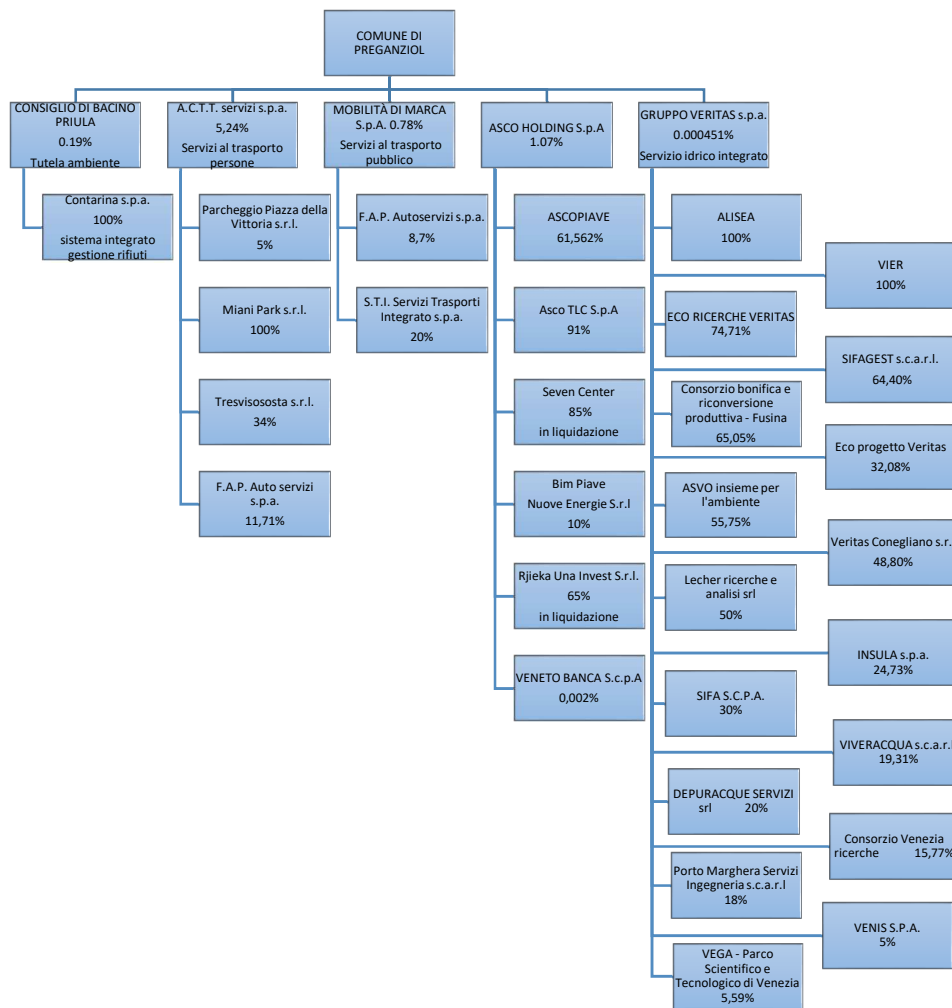 COMUNE DI
PREGANZIOL
CONSIGLIO DI BACINO
PRIULA
0.19%
Tutela ambiente
Contarina s.p.a.
100%
sistema integrato
gestione rifiuti
A.C.T.T. servizi s.p.a.
5,24%
Servizi al trasporto
persone
Parcheggio Piazza della
Vittoria s.r.l.
5%
Miani Park s.r.l.
100%
Tresvisososta s.r.l.
34%
F.A.P. Auto servizi
s.p.a.
11,71%
MOBILITÀ DI MARCA
S.p.A. 0.78%
Servizi al trasporto
pubblico
F.A.P. Autoservizi s.p.a.
8,7%
S.T.I. Servizi Trasporti
Integrato s.p.a.
20%
ASCO HOLDING S.p.A
1.07%
ASCOPIAVE
61,562%
Asco TLC S.p.A
91%
Seven Center
85%
in liquidazione
Bim Piave
Nuove Energie S.r.l
10%
Rjieka Una Invest S.r.l.
65%
in liquidazione
VENETO BANCA S.c.p.A
0,002%
GRUPPO VERITAS s.p.a.
0.000451%
Servizio idrico integrato
ALISEA
100%
VIER
100%
ECO RICERCHE VERITAS
74,71%
SIFAGEST s.c.a.r.l.
64,40%
Consorzio bonifica e
riconversione
produttiva - Fusina
65,05%
Eco progetto Veritas
32,08%
ASVO insieme per
l'ambiente
55,75%
Veritas Conegliano s.r.
48,80%
Lecher ricerche e
analisi srl
50%
INSULA s.p.a.
24,73%
SIFA S.C.P.A.
30%
VIVERACQUA s.c.a.r.l
19,31%
DEPURACQUE SERVIZI
srl 20%
Consorzio Venezia
ricerche 15,77%
Porto Marghera Servizi
Ingegneria s.c.a.r.l
18%
VENIS S.P.A.
5%
VEGA - Parco
Scientifico e
Tecnologico di Venezia
5,59%